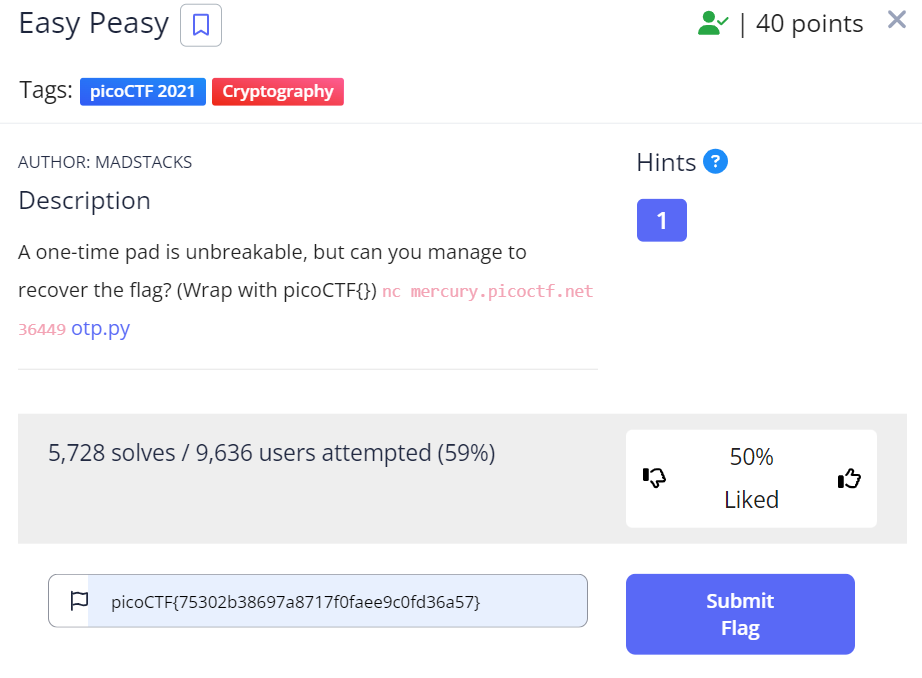 Easy Peasy
| 40 points
Tags: picoCTF 2021 Cryptography
AUTHOR: MADSTACKS
Description
A one-time pad is unbreakable, but can you manage to
recover the flag? (Wrap with picoCTF{}) nc mercury.picoctf.net
36449 otp.py
Hints ?
1
5,728 solves / 9,636 users attempted (59%)
50%
Liked
picoCTF{75302b38697a8717f0faee9c0fd36a57}
Submit
Flag